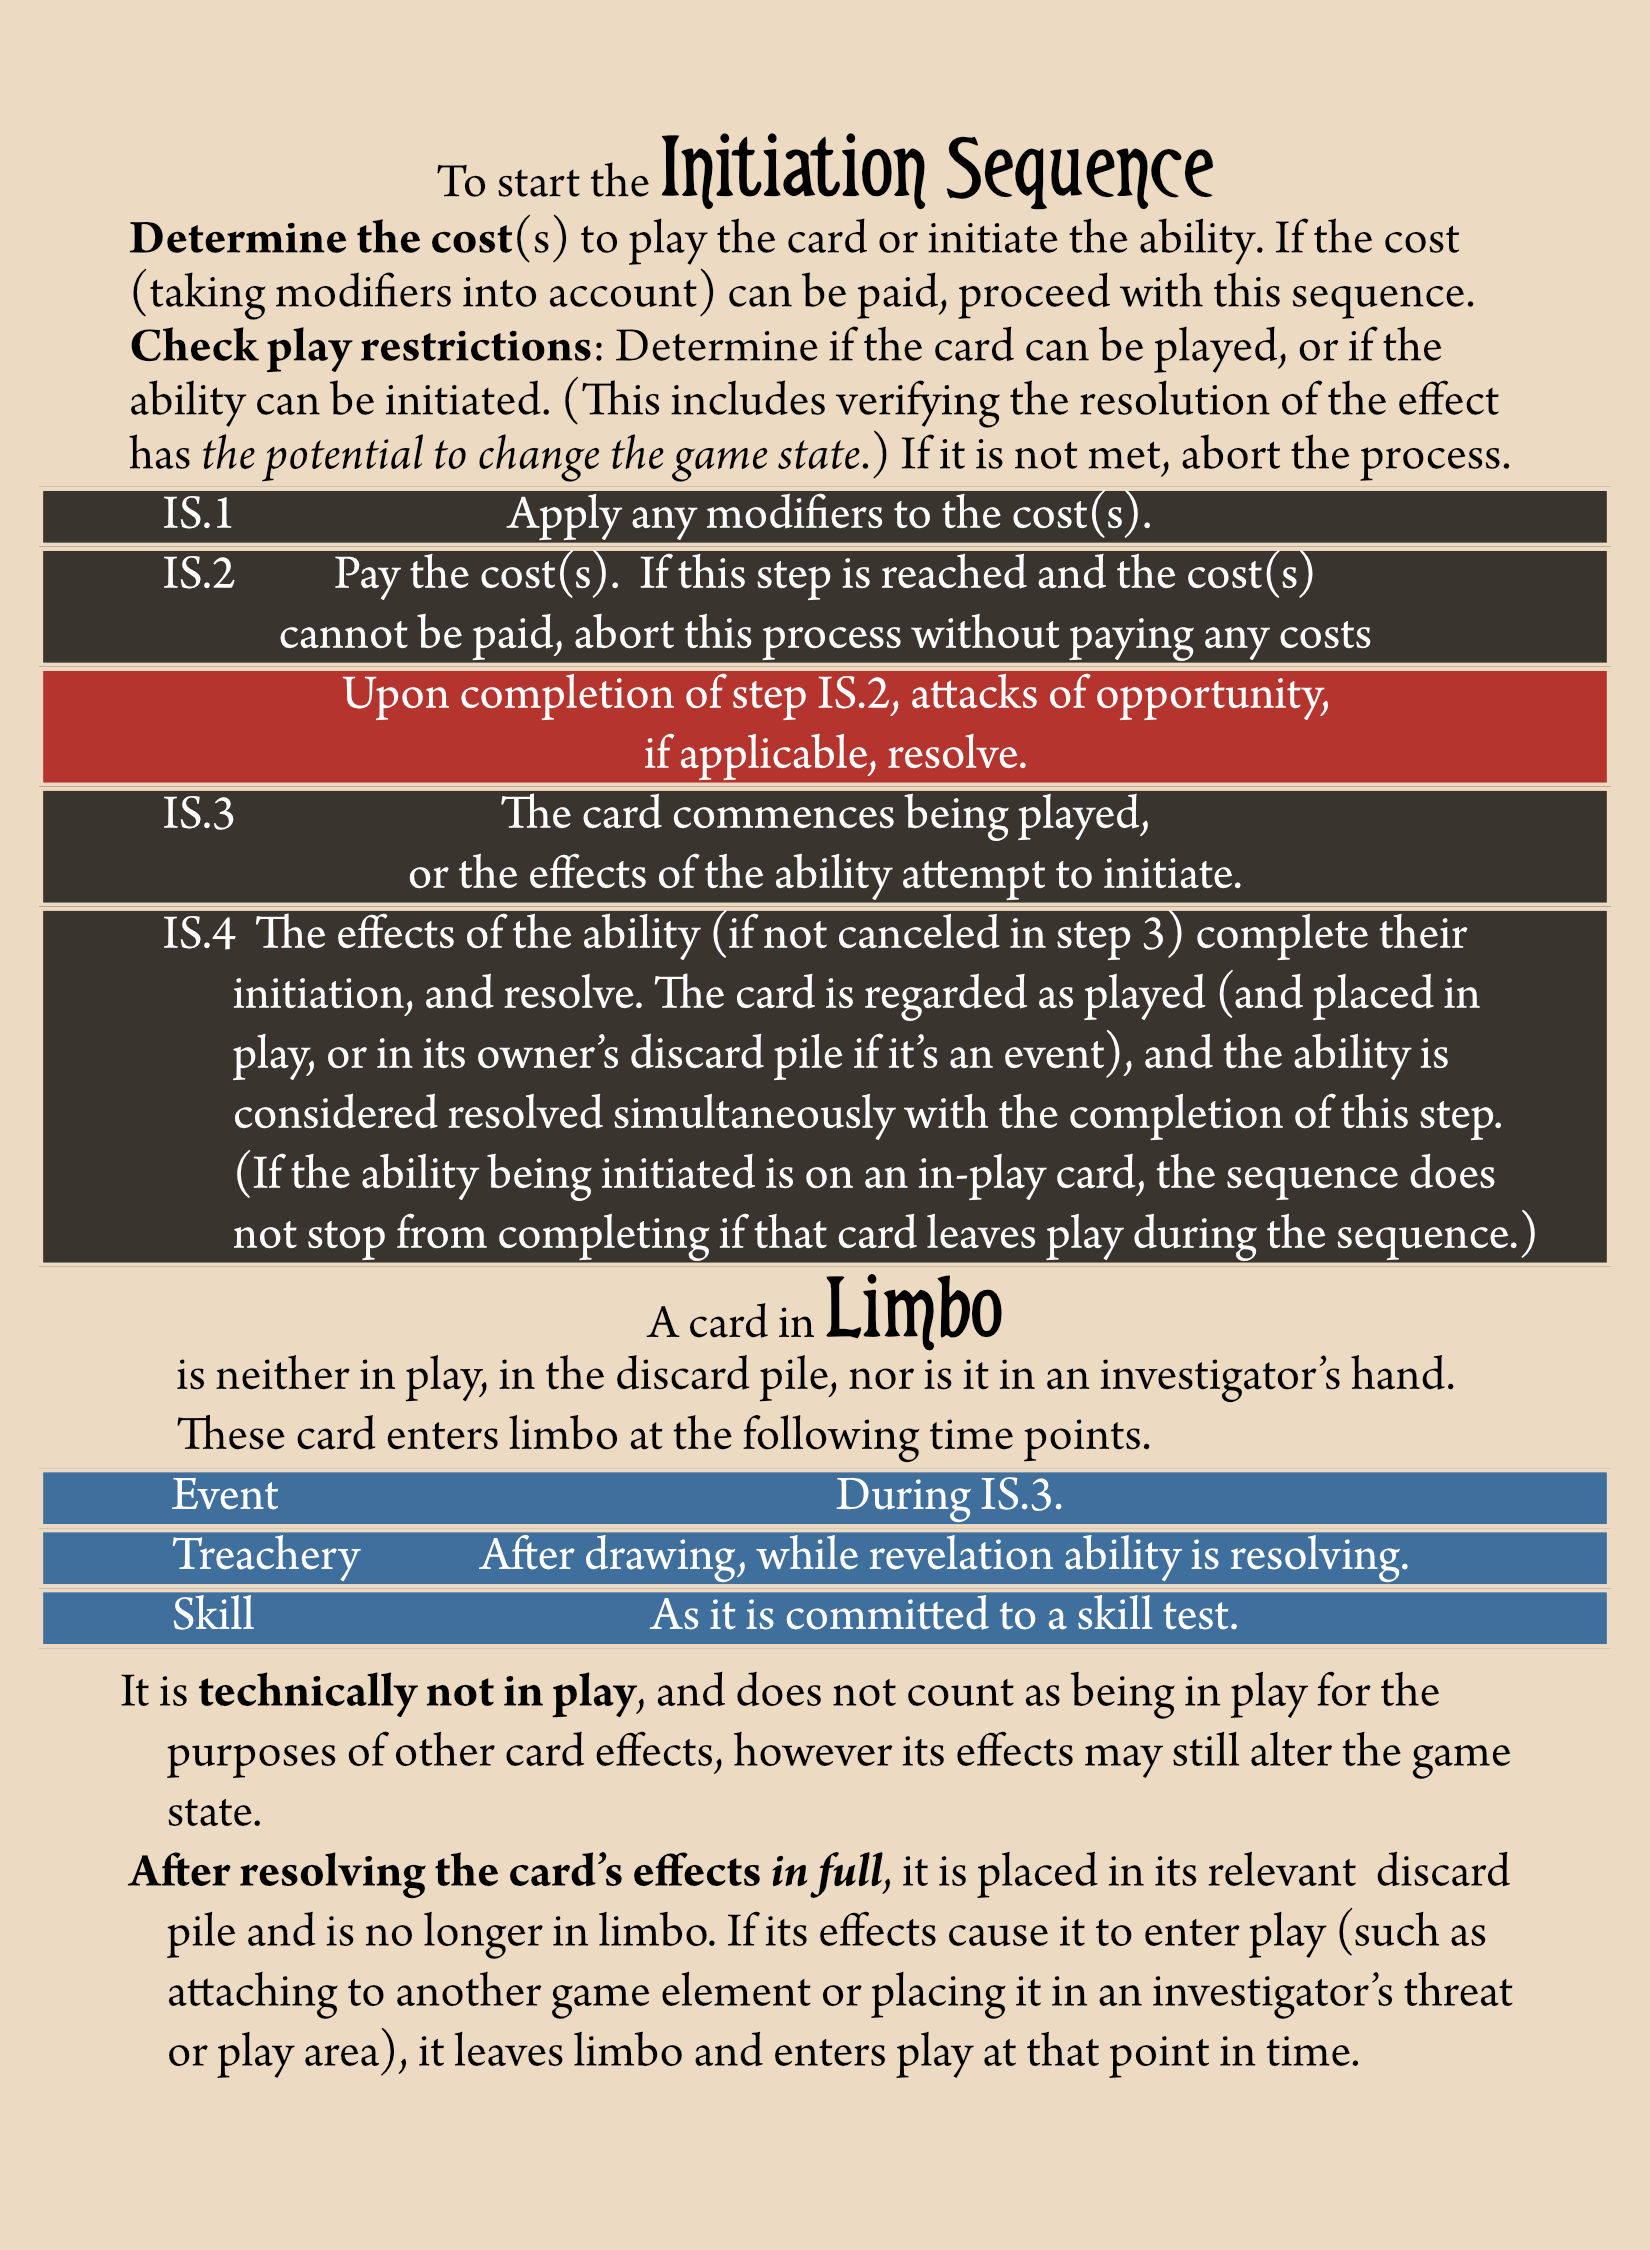 To start the Initiation Sequence
Determine the cost(s) to play the card or initiate the ability. If the cost
(taking modifiers into account) can be paid, proceed with this sequence.
Check play restrictions: Determine if the card can be played, or if the
ability can be initiated. (This includes verifying the resolution of the effect
has the potential to change the game state.) If it is not met, abort the process.
IS.1 Apply any modifiers to the cost(s).
IS.2 Pay the cost(s). If this step is reached and the cost(s)
cannot be paid, abort this process without paying any costs
Upon completion of step IS.2, attacks of opportunity,
if applicable, resolve.
IS.3 The card commences being played,
or the effects of the ability attempt to initiate.
IS.4 The effects of the ability (if not canceled in step 3) complete their
initiation, and resolve. The card is regarded as played (and placed in
play, or in its owner's discard pile if it's an event), and the ability is
considered resolved simultaneously with the completion of this step.
(If the ability being initiated is on an in-play card, the sequence does
not stop from completing if that card leaves play during the sequence.)
A card in Limbo
is neither in play, in the discard pile, nor is it in an investigator's hand.
These card enters limbo at the following time points.
Event During IS.3.
Treachery After drawing, while revelation ability is resolving.
Skill As it is committed to a skill test.
It is technically not in play, and does not count as being in play for the
purposes of other card effects, however its effects may still alter the game
state.
After resolving the card's effects in full, it is placed in its relevant discard
pile and is no longer in limbo. If its effects cause it to enter play (such as
attaching to another game element or placing it in an investigator's threat
or play area), it leaves limbo and enters play at that point in time.